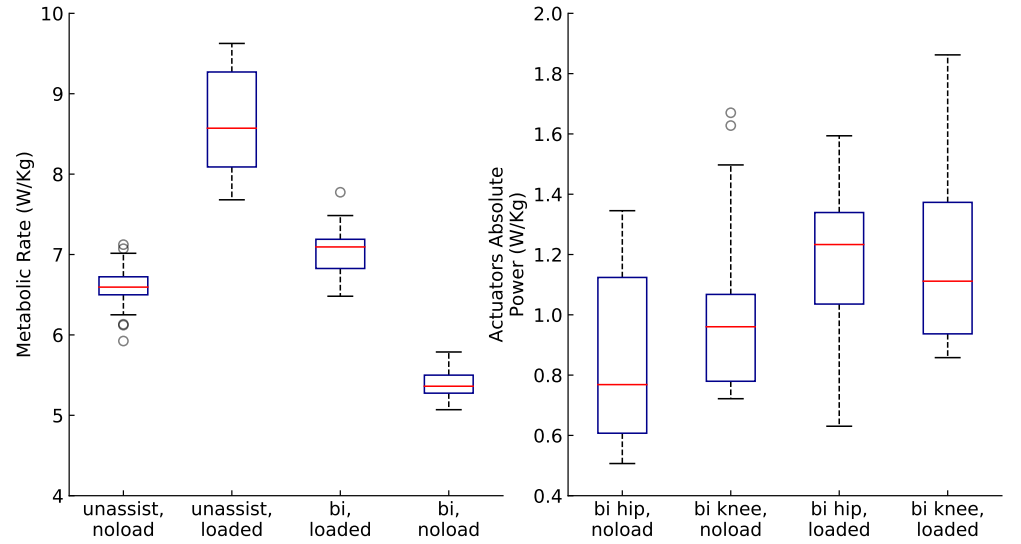 Metabolic Rate (W/Kg)
10
9
8
7
6
5
4
unassist,
noload
unassist,
loaded
bi,
loaded
bi,
noload
Actuators Absolute
Power (W/Kg)
2.0
1.8
1.6
1.4
1.2
1.0
0.8
0.6
0.4
bi hip,
noload
bi knee,
noload
bi hip,
loaded
bi knee,
loaded